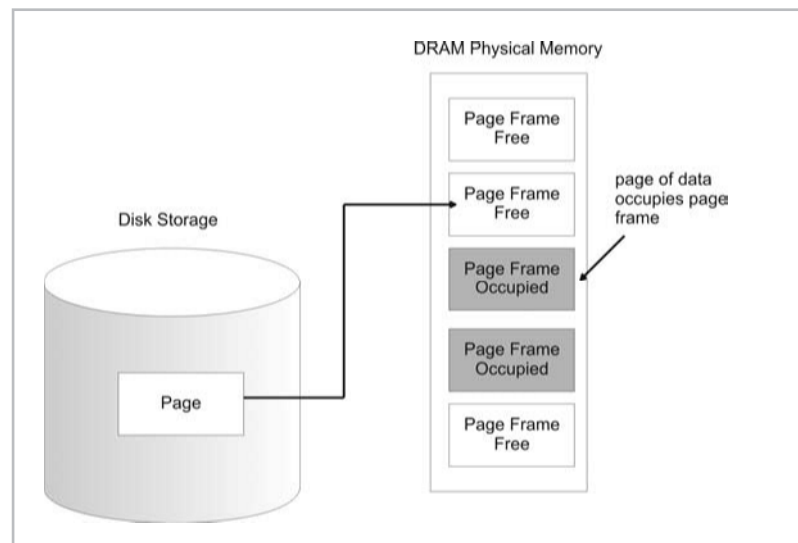 DRAM Physical Memory
Page Frame
Free
Page Frame
Free
page of data
occupies page
frame
Disk Storage
Page Frame
Occupied
Page Frame
Occupied
Page
Page Frame
Free